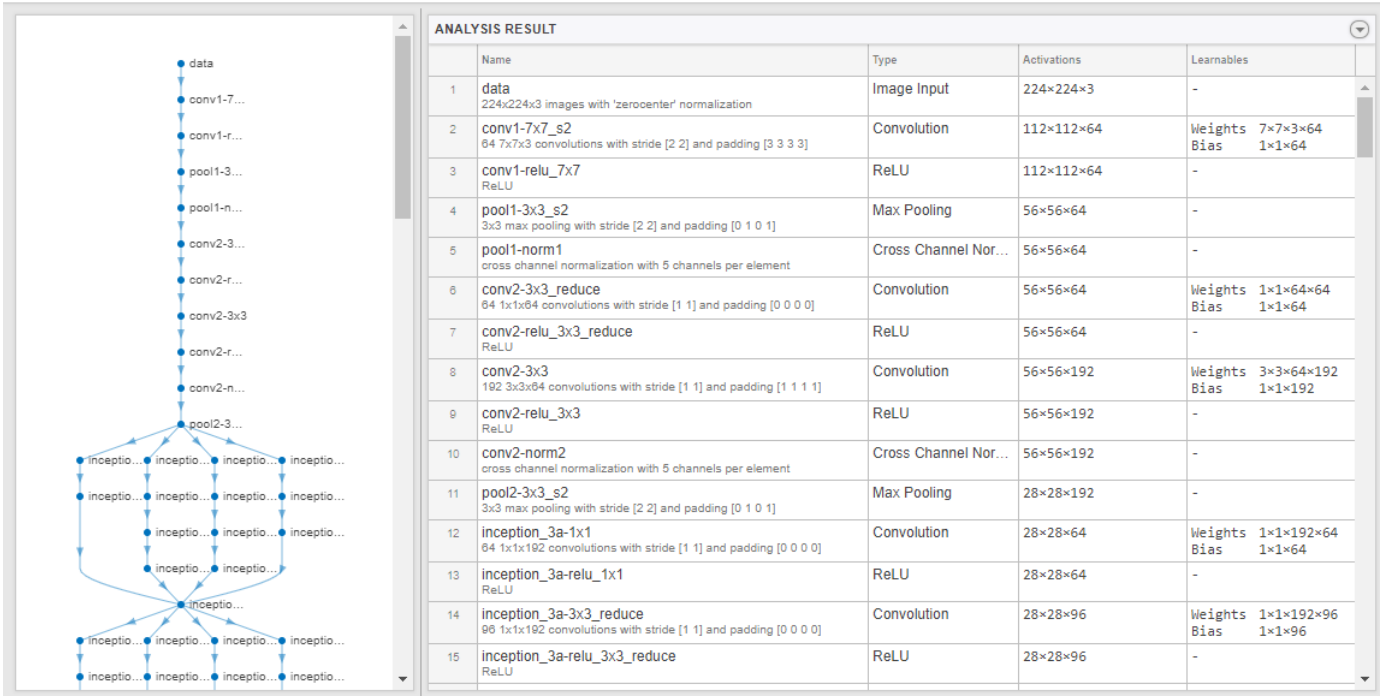 data
conv1-7...
conv1-r...
pool1-3...
pool1-n...
conv2-3...
conv2-r...
conv2-3x3
conv2-r...
conv2-n...
pool2-3...
inceptio... inceptio... inceptio... inceptio...
inceptio... inceptio... inceptio... inceptio...
inceptio... inceptio... inceptio...
inceptio... inceptio...
inceptio...
inceptio... inceptio... inceptio... inceptio...
inceptio... inceptio... inceptio... inceptio...
ANALYSIS RESULT
Name Type Activations Learnables
1 data Image Input 224×224×3 -
224x224x3 images with 'zerocenter' normalization
2 conv1-7x7_s2 Convolution 112×112×64 Weights 7×7×3×64
64 7x7x3 convolutions with stride [2 2] and padding [3 3 3 3] Bias 1×1×64
3 conv1-relu_7x7 ReLU 112×112×64 -
ReLU
4 pool1-3x3_s2 Max Pooling 56×56×64 -
3x3 max pooling with stride [2 2] and padding [0 1 0 1]
5 pool1-norm1 Cross Channel Nor... 56×56×64 -
cross channel normalization with 5 channels per element
6 conv2-3x3_reduce Convolution 56×56×64 Weights 1×1×64×64
64 1x1x64 convolutions with stride [1 1] and padding [0 0 0 0] Bias 1×1×64
7 conv2-relu_3x3_reduce ReLU 56×56×64 -
ReLU
8 conv2-3x3 Convolution 56×56×192 Weights 3×3×64×192
192 3x3x64 convolutions with stride [1 1] and padding [1 1 1 1] Bias 1×1×192
9 conv2-relu_3x3 ReLU 56×56×192 -
ReLU
10 conv2-norm2 Cross Channel Nor... 56×56×192 -
cross channel normalization with 5 channels per element
11 pool2-3x3_s2 Max Pooling 28×28×192 -
3x3 max pooling with stride [2 2] and padding [0 1 0 1]
12 inception_3a-1x1 Convolution 28×28×64 Weights 1×1×192×64
64 1x1x192 convolutions with stride [1 1] and padding [0 0 0 0] Bias 1×1×64
13 inception_3a-relu_1x1 ReLU 28×28×64 -
ReLU
14 inception_3a-3x3_reduce Convolution 28×28×96 Weights 1×1×192×96
96 1x1x192 convolutions with stride [1 1] and padding [0 0 0 0] Bias 1×1×96
15 inception_3a-relu_3x3_reduce ReLU 28×28×96 -
ReLU